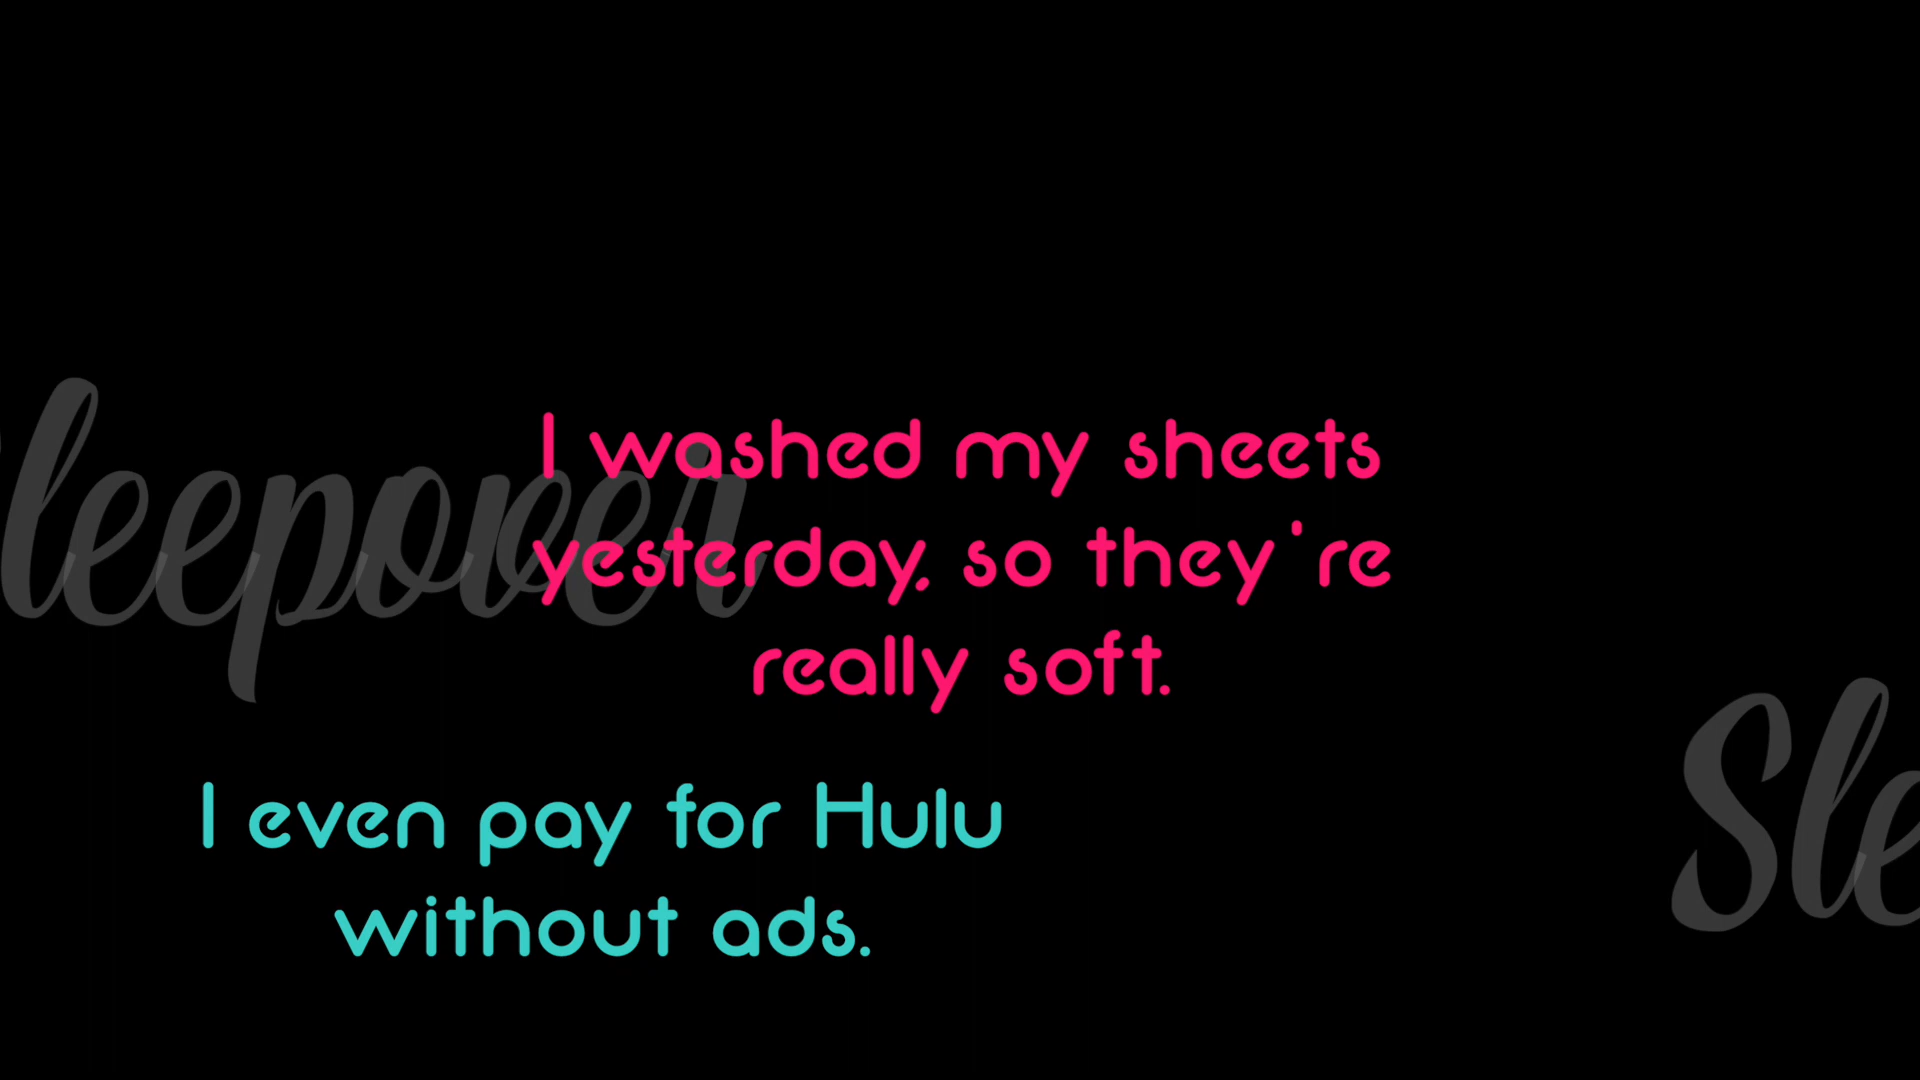 Sleepover
I washed my sheets
yesterday, so they're
really soft.
Sle
I even pay for Hulu
without ads.